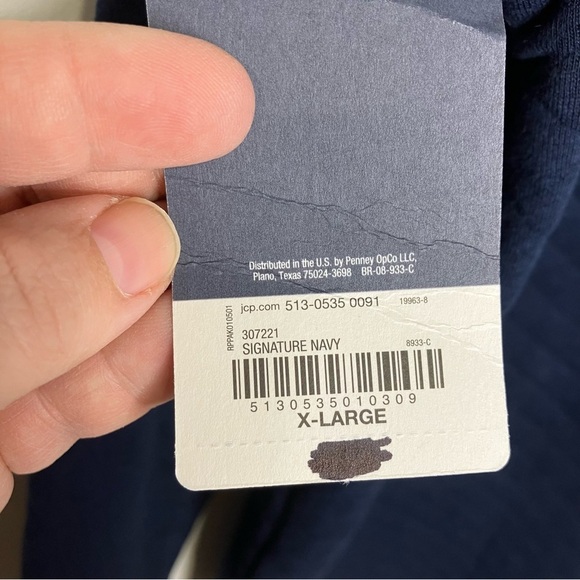 Distributed in the U.S. by Penney OpCo LLC,
Plano, Texas 75024-3698 BR-08-933-C
jcp.com 513-0535 0091 19963-8
RPPAK010501
307221
SIGNATURE NAVY 8933-C
5130535010309
X-LARGE